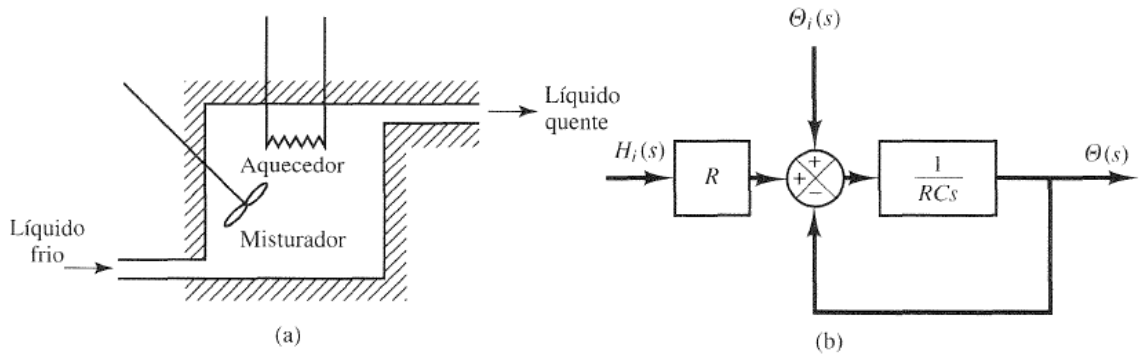 Líquido
quente
Aquecedor
Líquido
frio
Misturador
(a)
Θi(s)
Hi(s)
R
+
+
−
1
RCs
Θ(s)
(b)